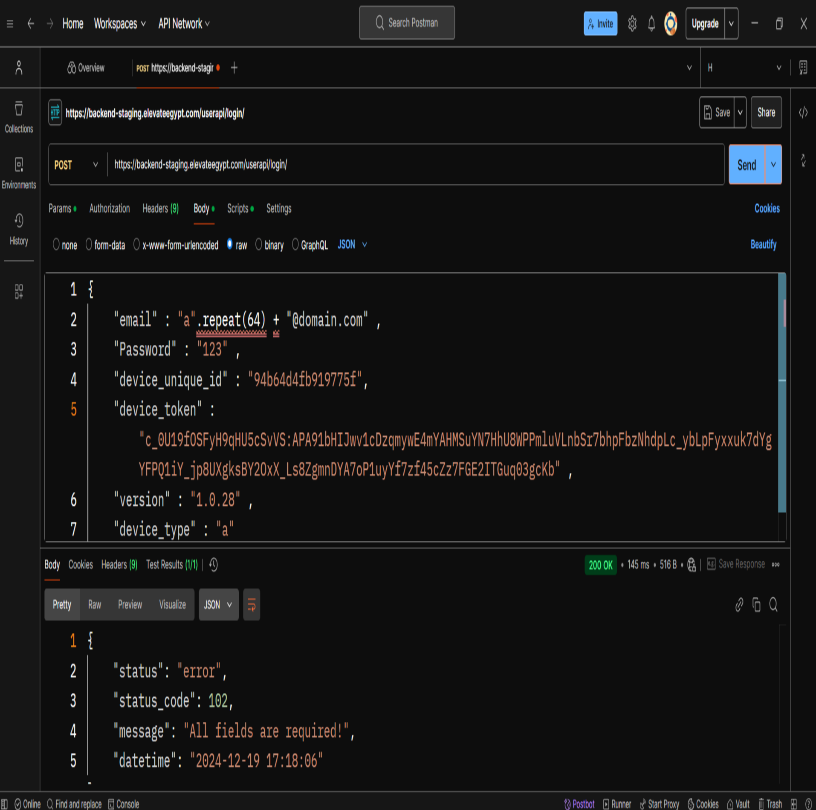 Home Workspaces API Network Search Postman Invite Upgrade
Overview POST https://backend-stagir H
HTTP https://backend-staging.elevateegypt.com/userapi/login/ Save Share
Collections
Environments
History
POST https://backend-staging.elevateegypt.com/userapi/login/ Send
Params Authorization Headers (9) Body Scripts Settings Cookies
none form-data x-www-form-urlencoded raw binary GraphQL JSON Beautify
1 {
2 "email" : "a".repeat(64) + "@domain.com" ,
3 "Password" : "123" ,
4 "device_unique_id" : "94b64d4fb919775f",
5 "device_token" :
"c_0U19fOSFyH9qHU5cSvVS:APA91bHIJwv1cDzqmywE4mYAHMSuYN7HhU8WPPmluVLnbSr7bhpFbzNhdpLc_ybLpFyxxuk7dYg
YFPQ1iY_jp8UXgksBY2OxX_Ls8ZgmnDYA7oP1uyYf7zf45cZz7FGE2ITGuq03gcKb" ,
6 "version" : "1.0.28" ,
7 "device_type" : "a"
Body Cookies Headers (9) Test Results (1/1) 200 OK • 145 ms • 516 B • Save Response
Pretty Raw Preview Visualize JSON
1 {
2 "status": "error",
3 "status_code": 102,
4 "message": "All fields are required!",
5 "datetime": "2024-12-19 17:18:06"
Online Find and replace Console Postbot Runner Start Proxy Cookies Vault Trash